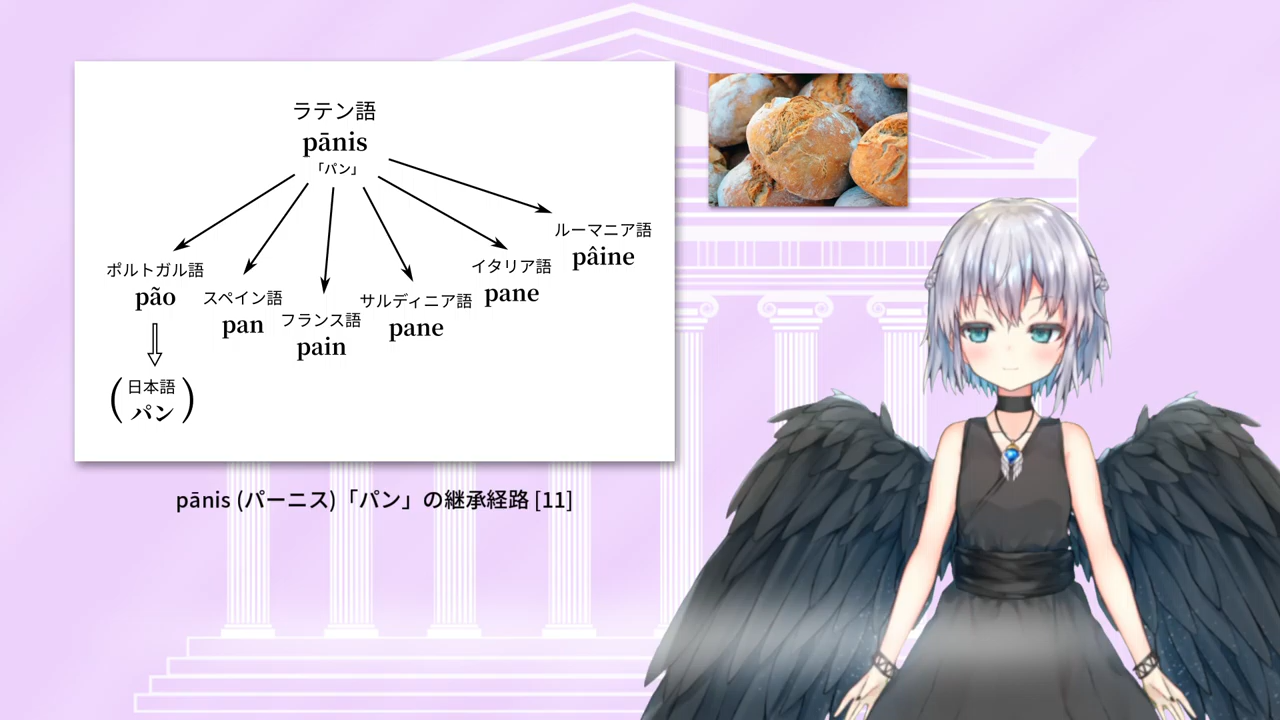 ラテン語
pānis
「パン」
ポルトガル語
pão
スペイン語
pan
フランス語
pain
サルディニア語
pane
イタリア語
pane
ルーマニア語
pâine
(日本語
パン)
pānis (パーニス)「パン」の継承経路 [11]